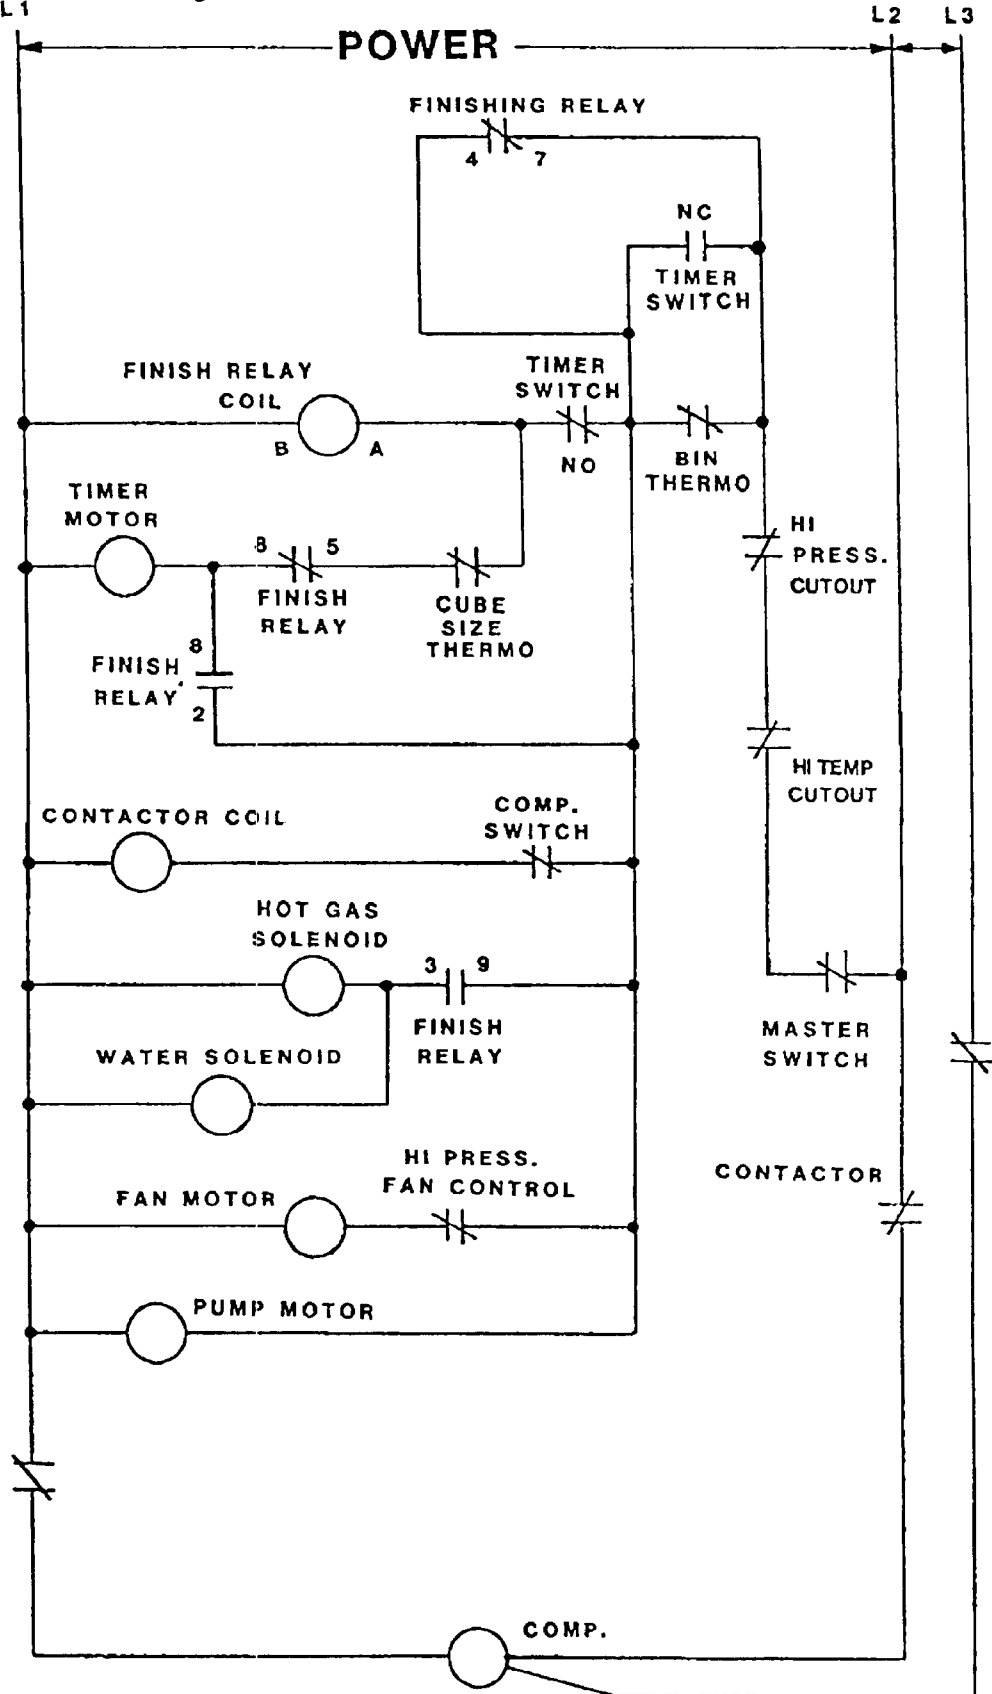 L1
L2
L3
POWER
FINISHING RELAY
4
7
NC
TIMER
SWITCH
TIMER
SWITCH
NO
FINISH RELAY
COIL
B
A
BIN
THERMO
TIMER
MOTOR
8
5
FINISH
RELAY
CUBE
SIZE
THERMO
HI
PRESS.
CUTOUT
8
FINISH
RELAY
2
HI TEMP
CUTOUT
CONTACTOR COIL
COMP.
SWITCH
HOT GAS
SOLENOID
3
9
FINISH
RELAY
MASTER
SWITCH
WATER SOLENOID
HI PRESS.
FAN CONTROL
CONTACTOR
FAN MOTOR
PUMP MOTOR
COMP.